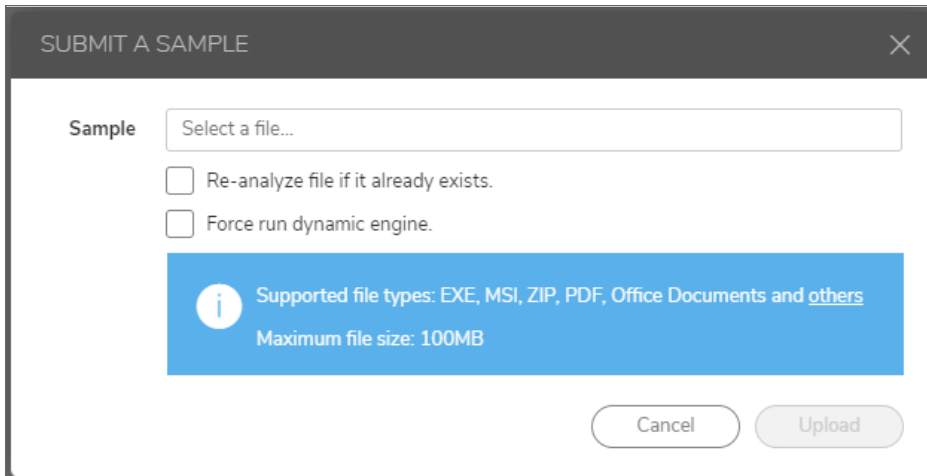 SUBMIT A SAMPLE
Sample
Select a file...
Re-analyze file if it already exists.
Force run dynamic engine.
Supported file types: EXE, MSI, ZIP, PDF, Office Documents and others
Maximum file size: 100MB
Cancel
Upload